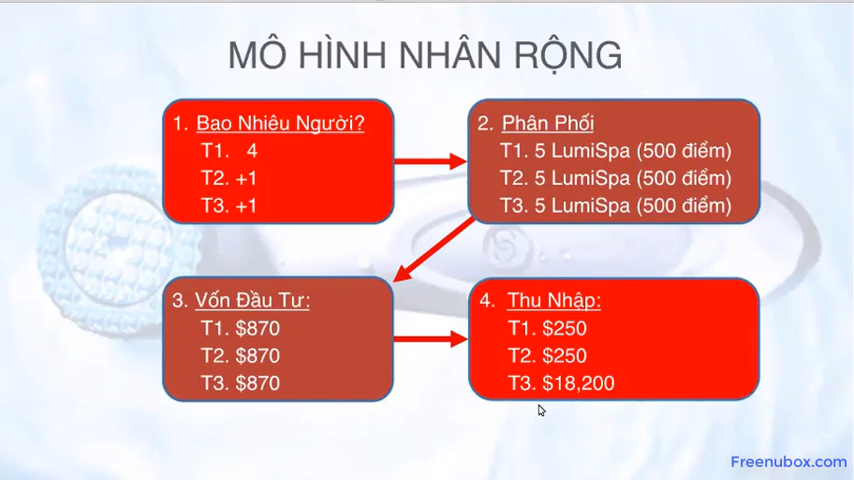 MÔ HÌNH NHÂN RỘNG
1. Bao Nhiêu Người?
T1. 4
T2. +1
T3. +1
2. Phân Phối
T1. 5 LumiSpa (500 điểm)
T2. 5 LumiSpa (500 điểm)
T3. 5 LumiSpa (500 điểm)
3. Vốn Đầu Tư:
T1. $870
T2. $870
T3. $870
4. Thu Nhập:
T1. $250
T2. $250
T3. $18,200
Freenubox.com